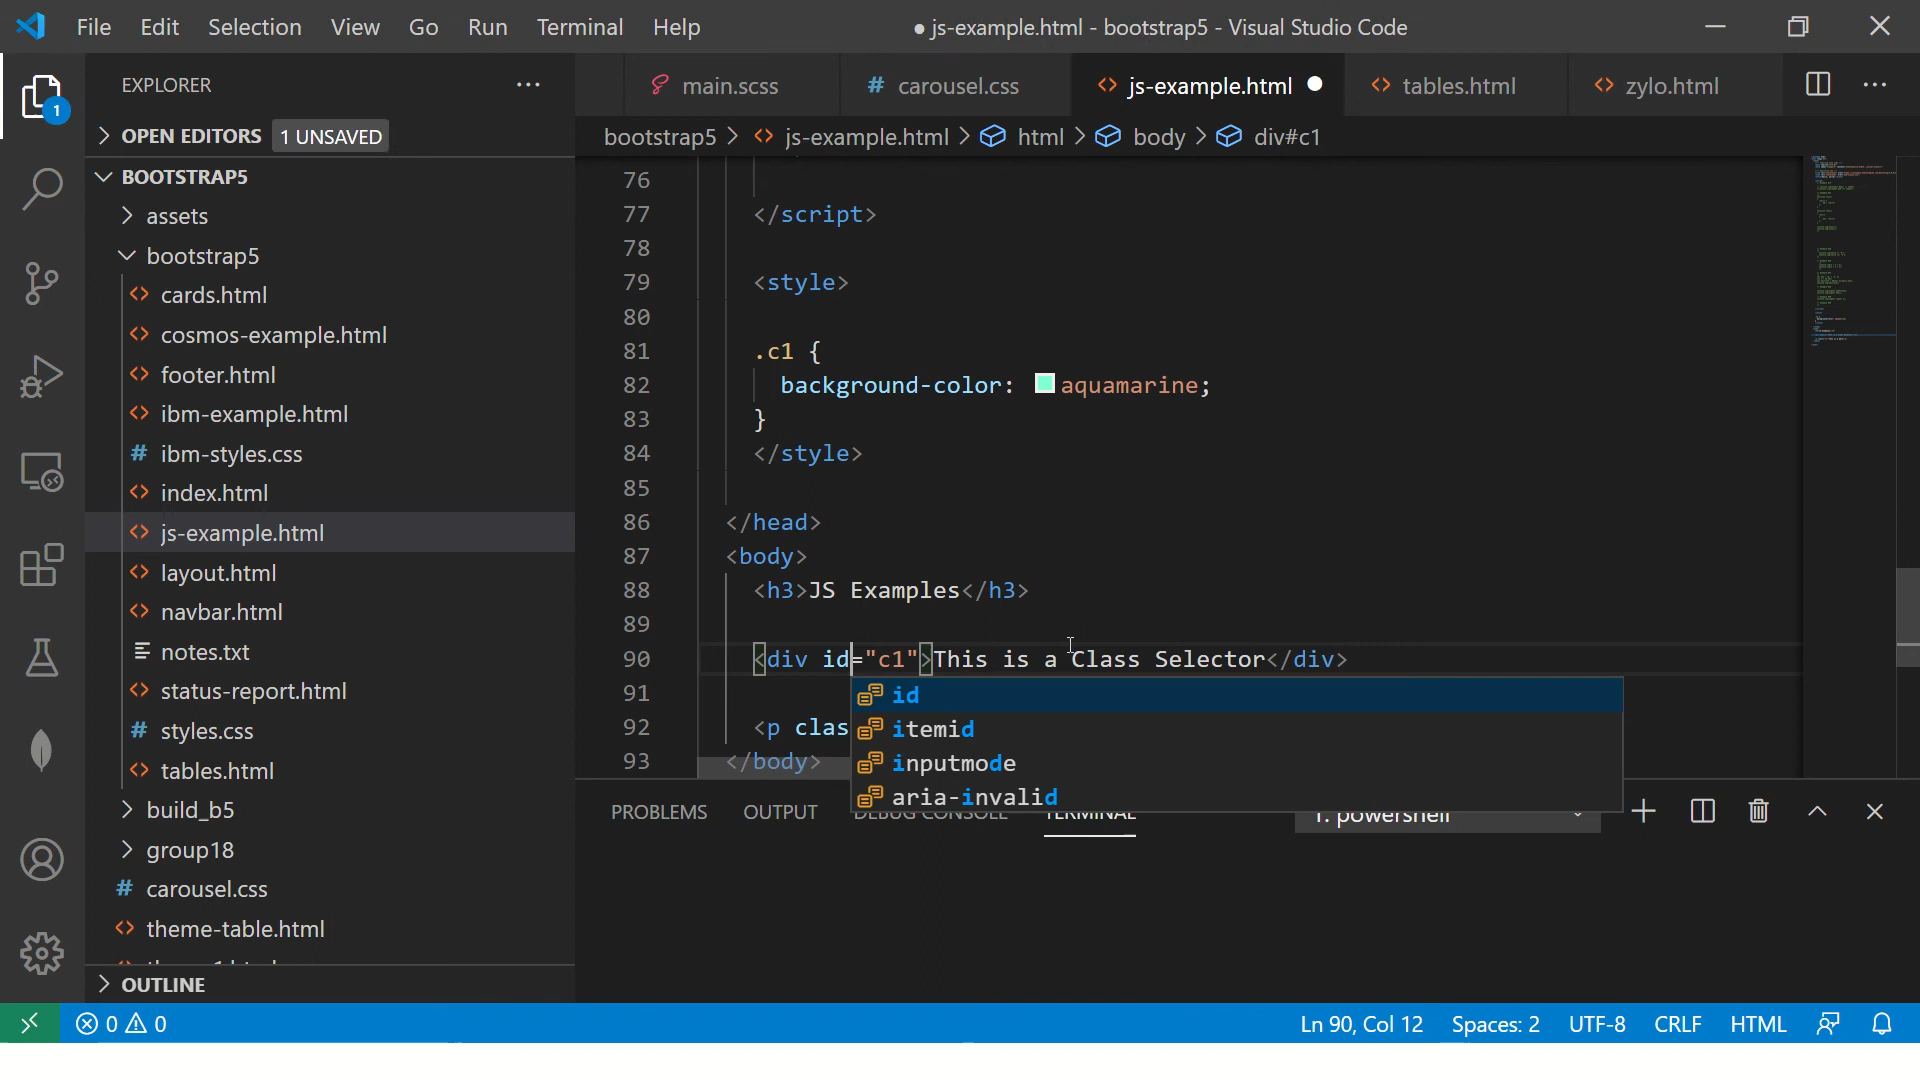 File Edit Selection View Go Run Terminal Help
● js-example.html - bootstrap5 - Visual Studio Code
1
EXPLORER
OPEN EDITORS 1 UNSAVED
BOOTSTRAP5
assets
bootstrap5
cards.html
cosmos-example.html
footer.html
ibm-example.html
# ibm-styles.css
index.html
js-example.html
layout.html
navbar.html
notes.txt
status-report.html
# styles.css
tables.html
build_b5
group18
# carousel.css
theme-table.html
OUTLINE
main.scss # carousel.css js-example.html tables.html zylo.html
bootstrap5 > js-example.html > html > body > div#c1
76
77 </script>
78
79 <style>
80
81 .c1 {
82 background-color: aquamarine;
83 }
84 </style>
85
86 </head>
87 <body>
88 <h3>JS Examples</h3>
89
90 <div id="c1">This is a Class Selector</div>
91
92 <p clas
93 </body>
id
itemid
inputmode
aria-invalid
PROBLEMS OUTPUT DEBUG CONSOLE TERMINAL 1: powershell
0 0 Ln 90, Col 12 Spaces: 2 UTF-8 CRLF HTML